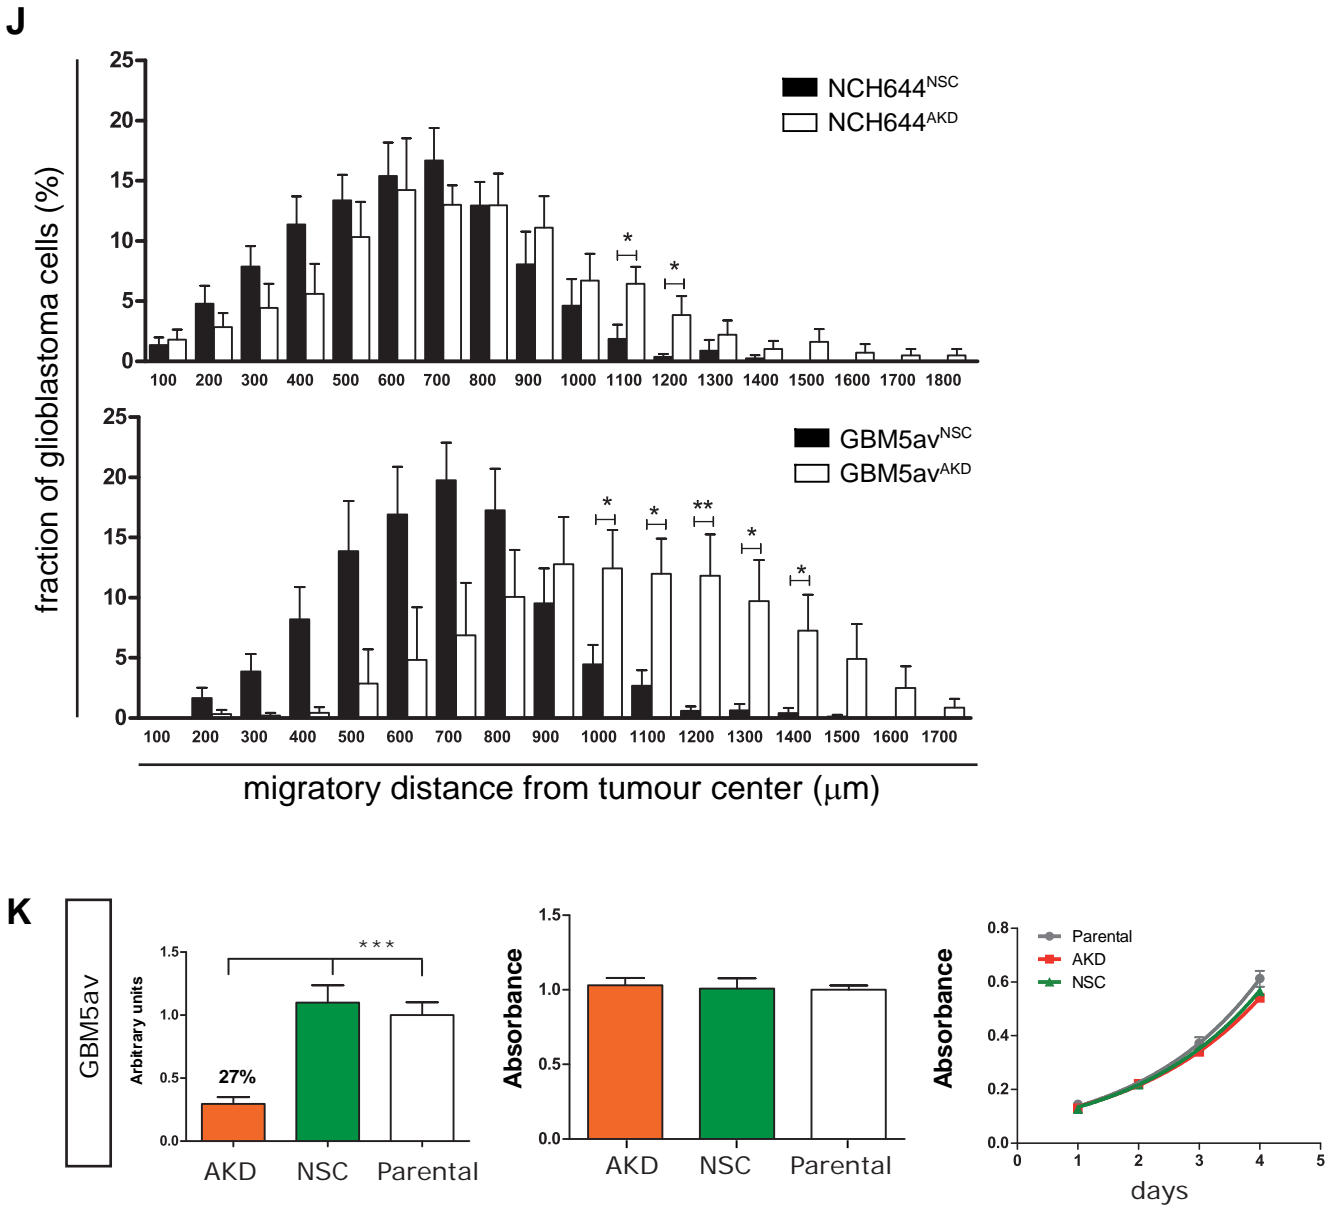 J
25
20
15
10
5
0
NCH644NSC
NCH644AKD
* *
100 200 300 400 500 600 700 800 900 1000 1100 1200 1300 1400 1500 1600 1700 1800
fraction of glioblastoma cells (%)
25
20
15
10
5
0
GBM5avNSC
GBM5avAKD
* * ** * *
100 200 300 400 500 600 700 800 900 1000 1100 1200 1300 1400 1500 1600 1700
migratory distance from tumour center (μm)
K
GBM5av
Arbitrary units
1.5
1.0
0.5
0.0
***
27%
AKD NSC Parental
Absorbance
1.5
1.0
0.5
0.0
AKD NSC Parental
Absorbance
0.8
0.6
0.4
0.2
0.0
Parental
AKD
NSC
0 1 2 3 4 5
days